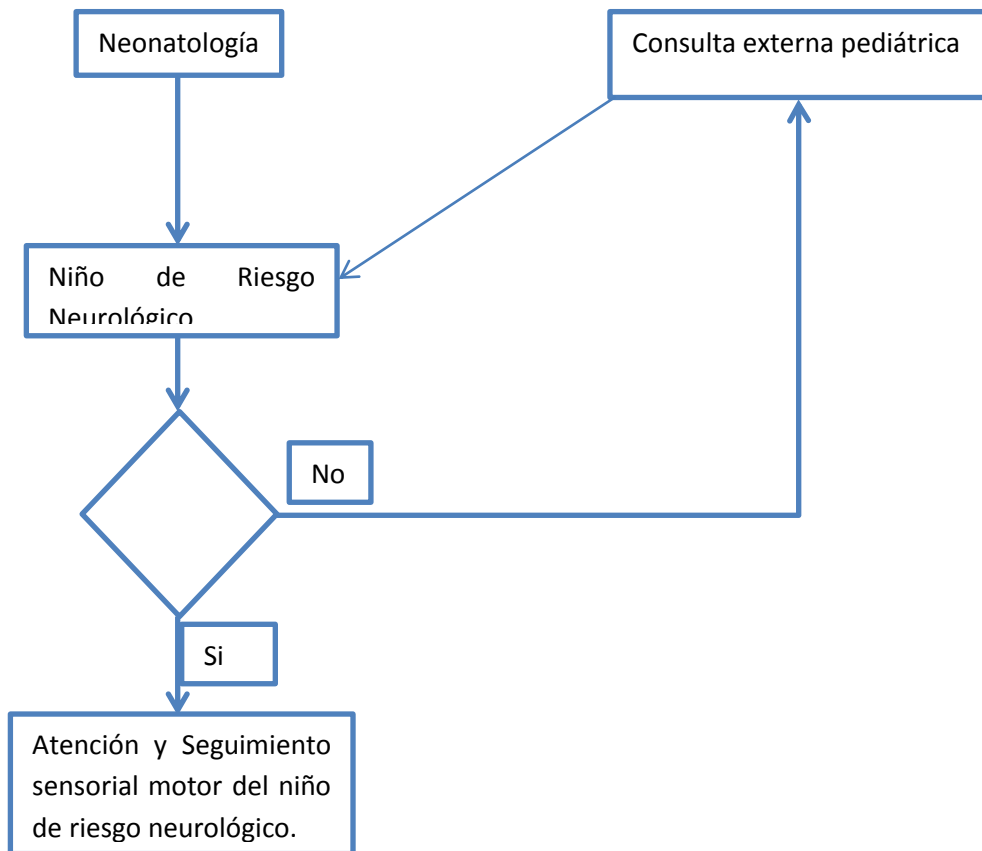 Neonatología
Consulta externa pediátrica
Niño de Riesgo
Neurológico
No
Si
Atención y Seguimiento
sensorial motor del niño
de riesgo neurológico.